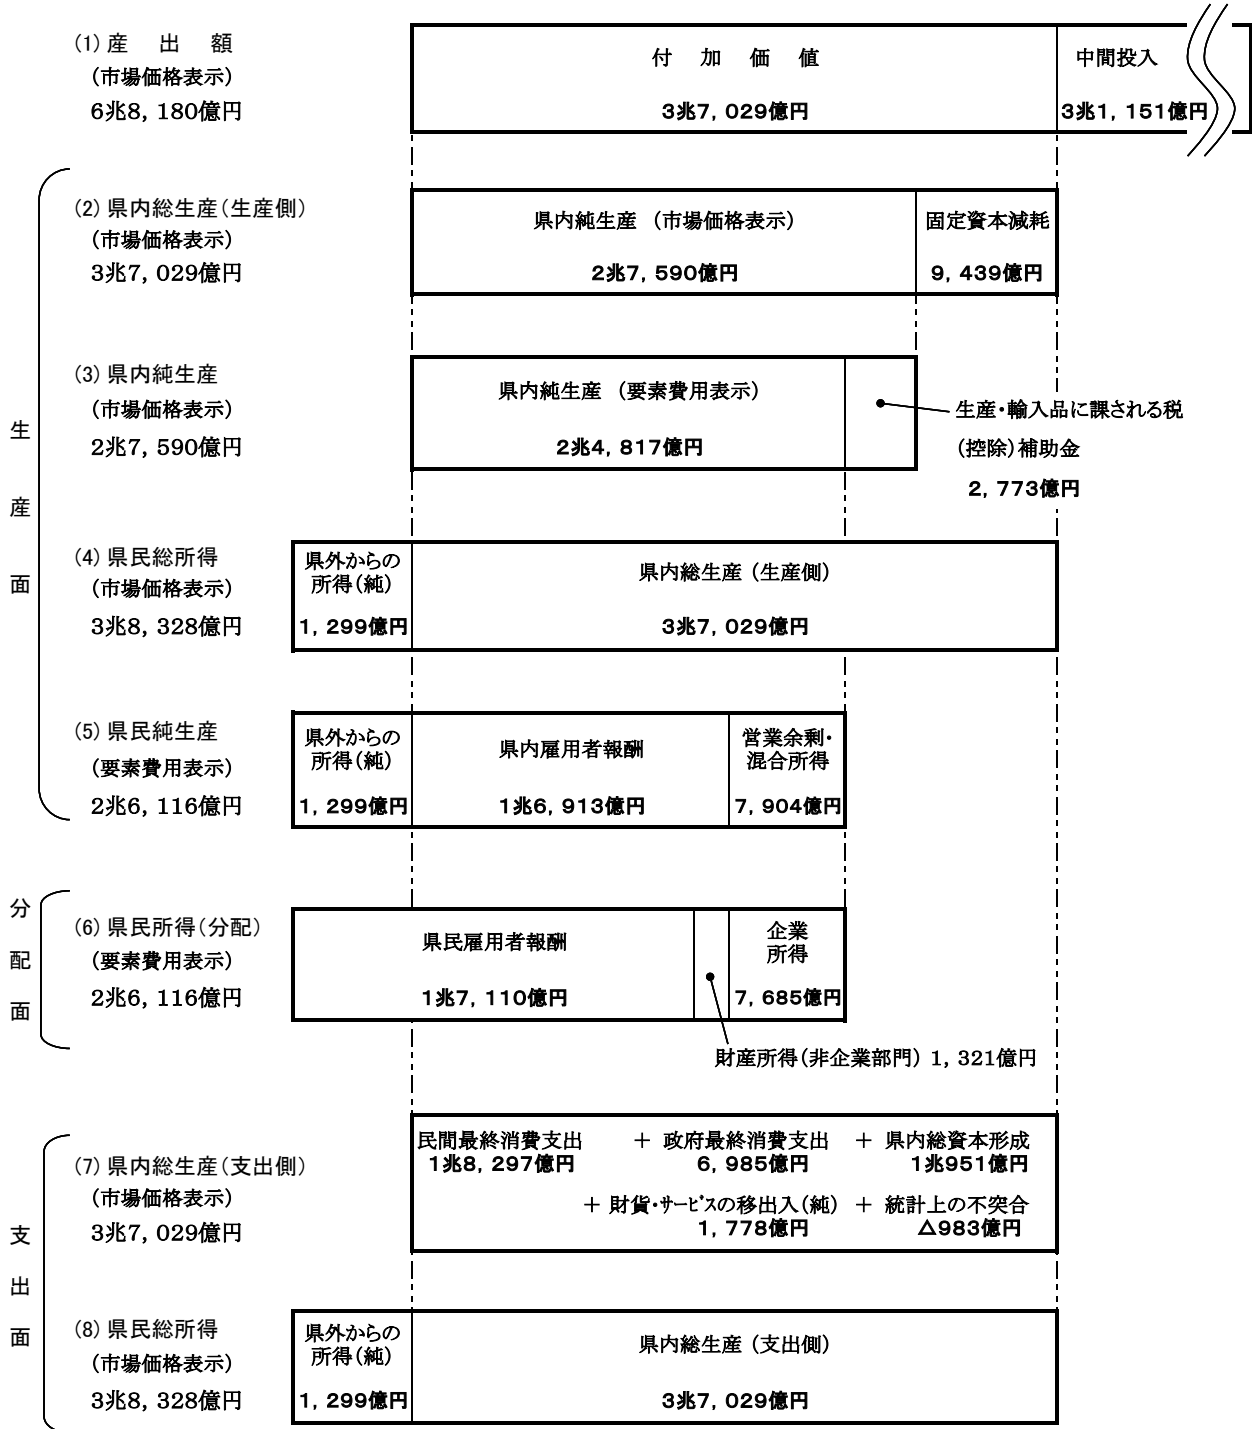 (1) 産 出 額
(市場価格表示)
6兆8, 180億円
付 加 価 値
3兆7, 029億円
中間投入
3兆1, 151億円
生産面
(2) 県内総生産(生産側)
(市場価格表示)
3兆7, 029億円
県内純生産 (市場価格表示)
2兆7, 590億円
固定資本減耗
9, 439億円
(3) 県内純生産
(市場価格表示)
2兆7, 590億円
県内純生産 (要素費用表示)
2兆4, 817億円
生産・輸入品に課される税
(控除)補助金
2, 773億円
(4) 県民総所得
(市場価格表示)
3兆8, 328億円
県外からの
所得(純)
1, 299億円
県内総生産 (生産側)
3兆7, 029億円
(5) 県民純生産
(要素費用表示)
2兆6, 116億円
県外からの
所得(純)
1, 299億円
県内雇用者報酬
1兆6, 913億円
営業余剰・
混合所得
7, 904億円
分配面
(6) 県民所得(分配)
(要素費用表示)
2兆6, 116億円
県民雇用者報酬
1兆7, 110億円
企業
所得
7, 685億円
財産所得(非企業部門) 1, 321億円
支出面
(7) 県内総生産(支出側)
(市場価格表示)
3兆7, 029億円
民間最終消費支出 + 政府最終消費支出 + 県内総資本形成
1兆8, 297億円 6, 985億円 1兆951億円
+ 財貨・サービスの移出入(純) + 統計上の不突合
1, 778億円 △983億円
(8) 県民総所得
(市場価格表示)
3兆8, 328億円
県外からの
所得(純)
1, 299億円
県内総生産 (支出側)
3兆7, 029億円